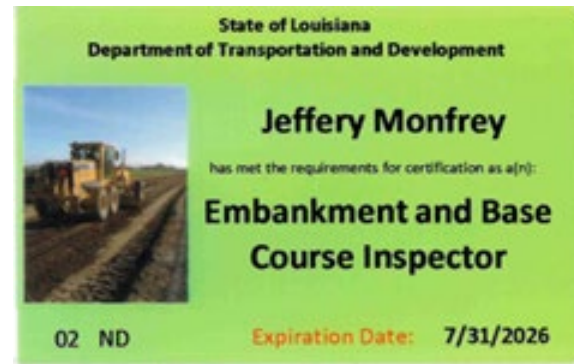 State of Louisiana
Department of Transportation and Development
Jeffery Monfrey
has met the requirements for certification as a(n):
Embankment and Base
Course Inspector
02 ND
Expiration Date: 7/31/2026